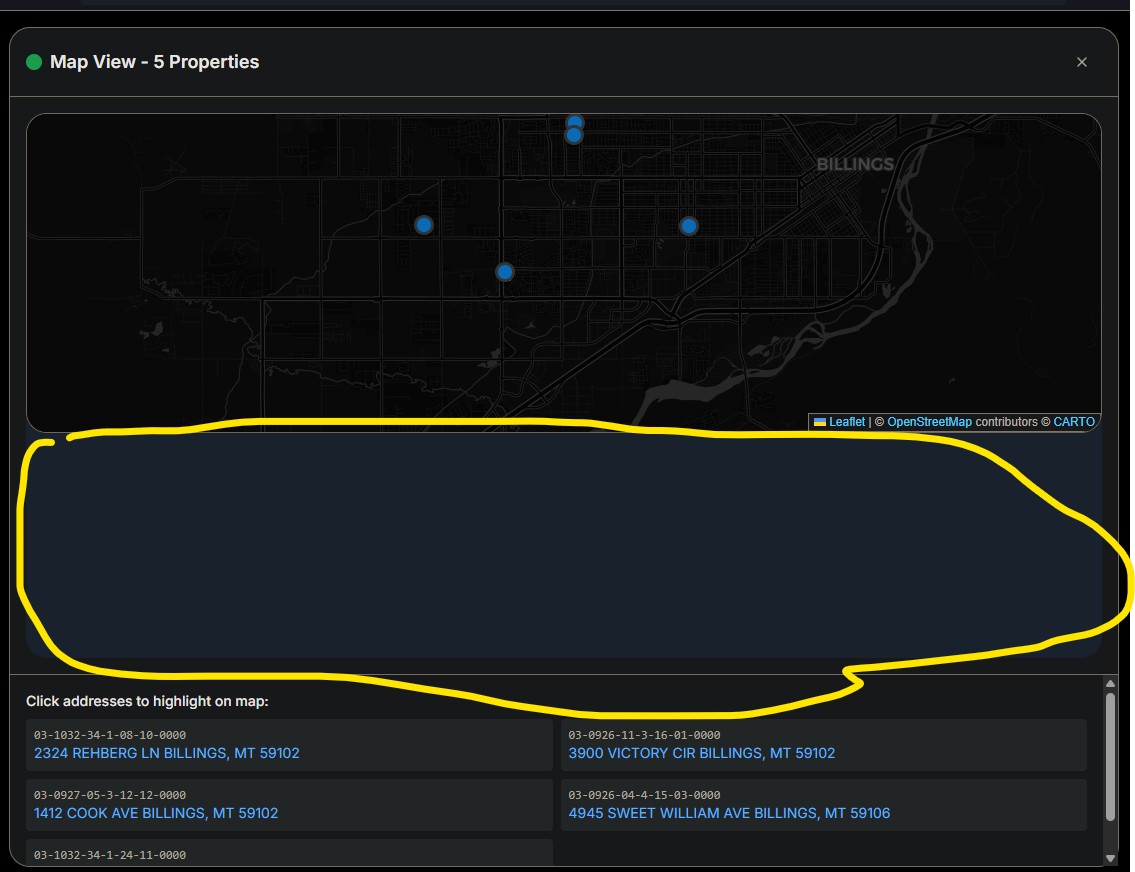 Map View - 5 Properties
BILLINGS
Leaflet | © OpenStreetMap contributors © CARTO
Click addresses to highlight on map:
03-1032-34-1-08-10-0000
2324 REHBERG LN BILLINGS, MT 59102
03-0926-11-3-16-01-0000
3900 VICTORY CIR BILLINGS, MT 59102
03-0927-05-3-12-12-0000
1412 COOK AVE BILLINGS, MT 59102
03-0926-04-4-15-03-0000
4945 SWEET WILLIAM AVE BILLINGS, MT 59106
03-1032-34-1-24-11-0000